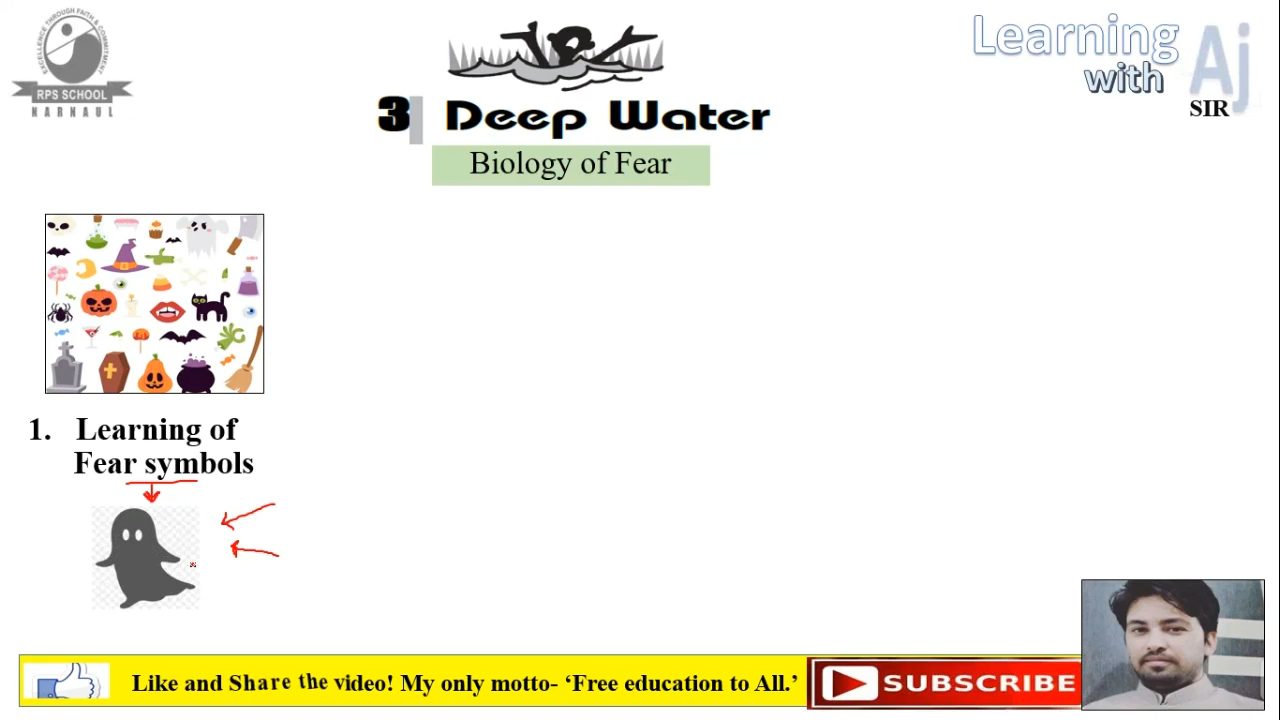 EXCELLENCE THROUGH FAITH & COMMITMENT
RPS SCHOOL
NARNAUL
3 Deep Water
Biology of Fear
Learning
with Aj
SIR
1. Learning of
Fear symbols
Like and Share the video! My only motto- ‘Free education to All.’
SUBSCRIBE